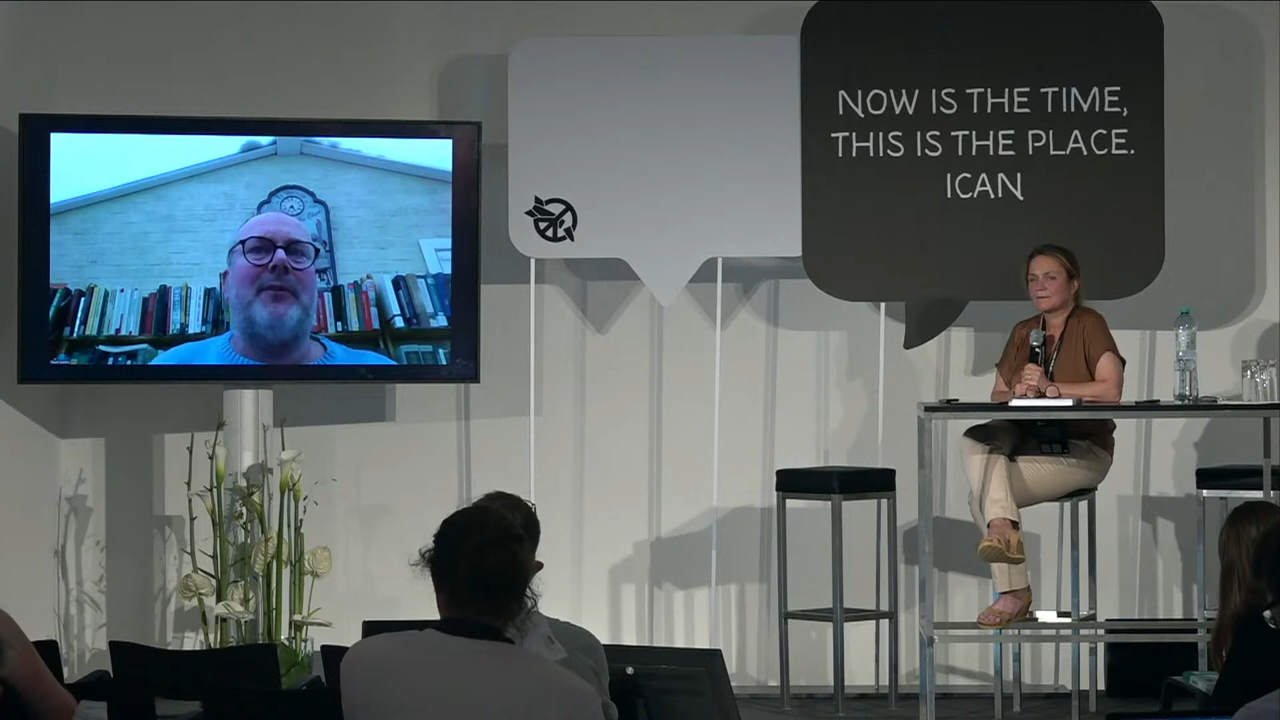 NOW IS THE TIME,
THIS IS THE PLACE.
ICAN